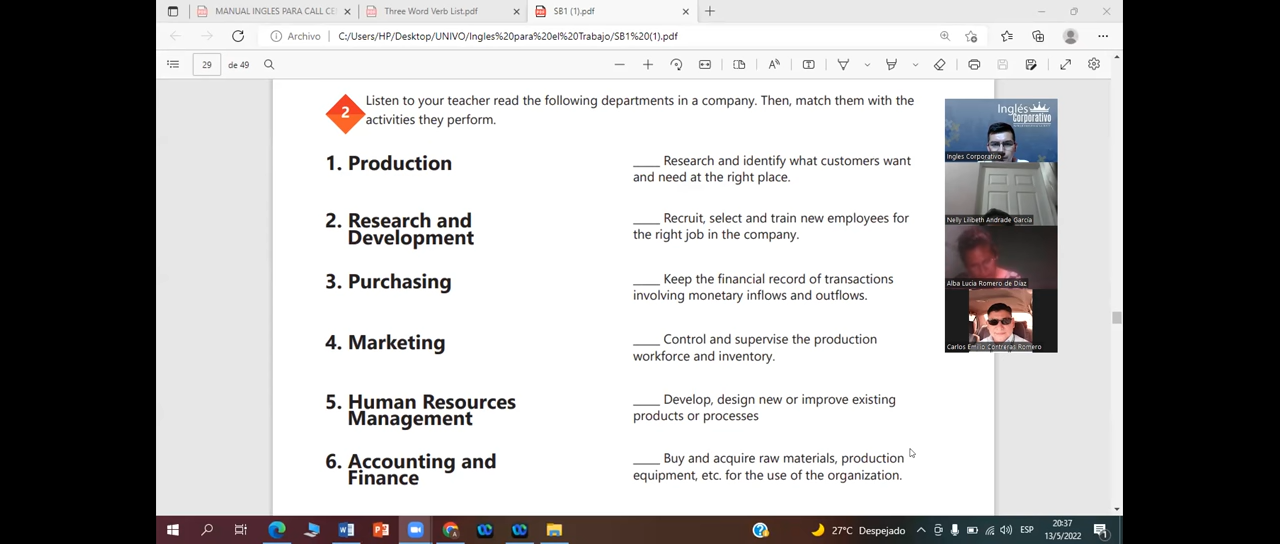 MANUAL INGLES PARA CALL CE
Three Word Verb List.pdf
SB1 (1).pdf
Archivo
C:/Users/HP/Desktop/UNIVO/Ingles%20para%20el%20Trabajo/SB1%20(1).pdf
29 de 49
2
Listen to your teacher read the following departments in a company. Then, match them with the
activities they perform.
1. Production
____ Research and identify what customers want
and need at the right place.
2. Research and
Development
____ Recruit, select and train new employees for
the right job in the company.
3. Purchasing
____ Keep the financial record of transactions
involving monetary inflows and outflows.
4. Marketing
____ Control and supervise the production
workforce and inventory.
5. Human Resources
Management
____ Develop, design new or improve existing
products or processes
6. Accounting and
Finance
____ Buy and acquire raw materials, production
equipment, etc. for the use of the organization.
Inglés
Corporativo
Ingles Corporativo
Nelly Lilibeth Andrade García
Alba Lucia Romero de Díaz
Carlos Emilio Contreras Romero
27°C Despejado
ESP
20:37
13/5/2022